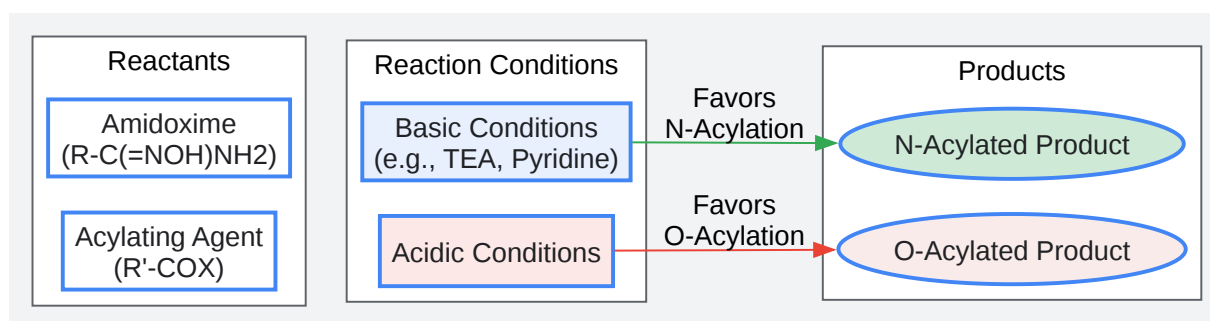 Reactants
Amidoxime
(R-C(=NOH)NH2)
Acylating Agent
(R'-COX)
Reaction Conditions
Basic Conditions
(e.g., TEA, Pyridine)
Acidic Conditions
Favors
N-Acylation
Favors
O-Acylation
Products
N-Acylated Product
O-Acylated Product